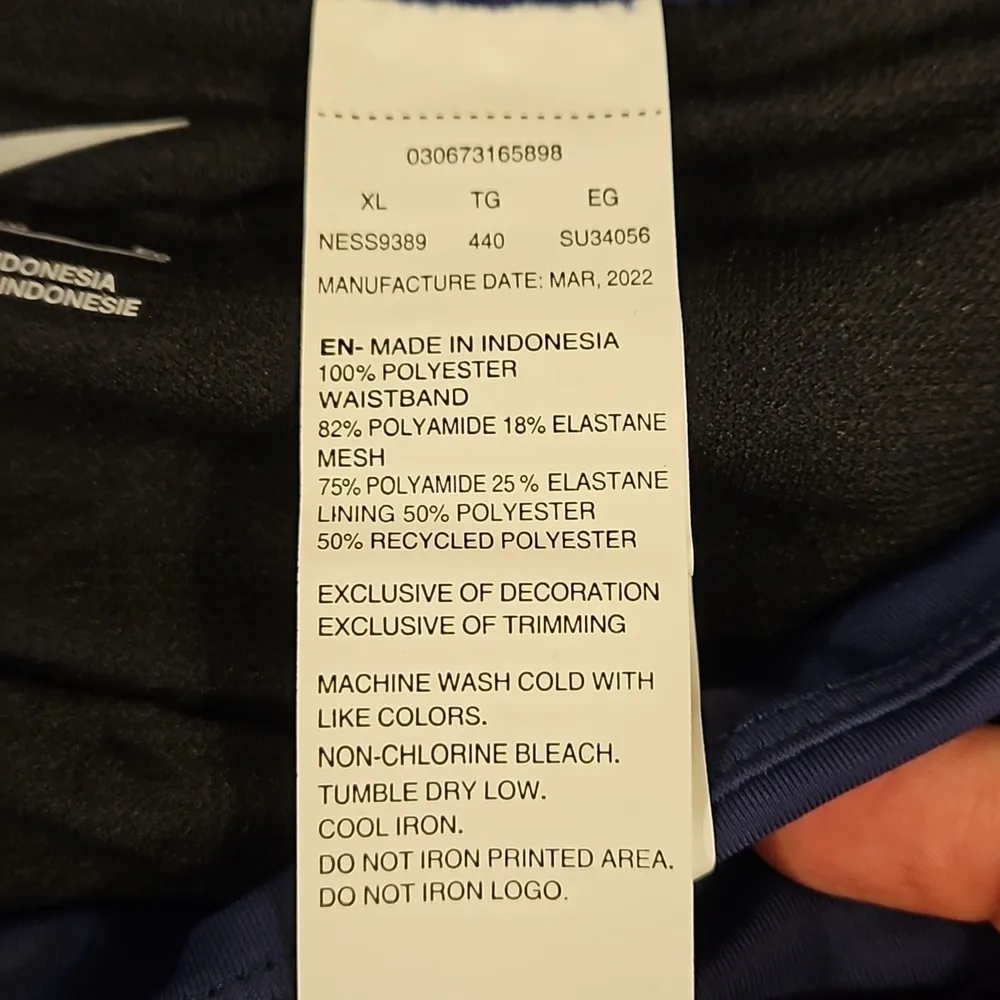 030673165898
XL TG EG
NESS9389 440 SU34056
MANUFACTURE DATE: MAR, 2022
EN- MADE IN INDONESIA
100% POLYESTER
WAISTBAND
82% POLYAMIDE 18% ELASTANE
MESH
75% POLYAMIDE 25% ELASTANE
LINING 50% POLYESTER
50% RECYCLED POLYESTER
EXCLUSIVE OF DECORATION
EXCLUSIVE OF TRIMMING
MACHINE WASH COLD WITH
LIKE COLORS.
NON-CHLORINE BLEACH.
TUMBLE DRY LOW.
COOL IRON.
DO NOT IRON PRINTED AREA.
DO NOT IRON LOGO.
DONESIA
INDONESIE